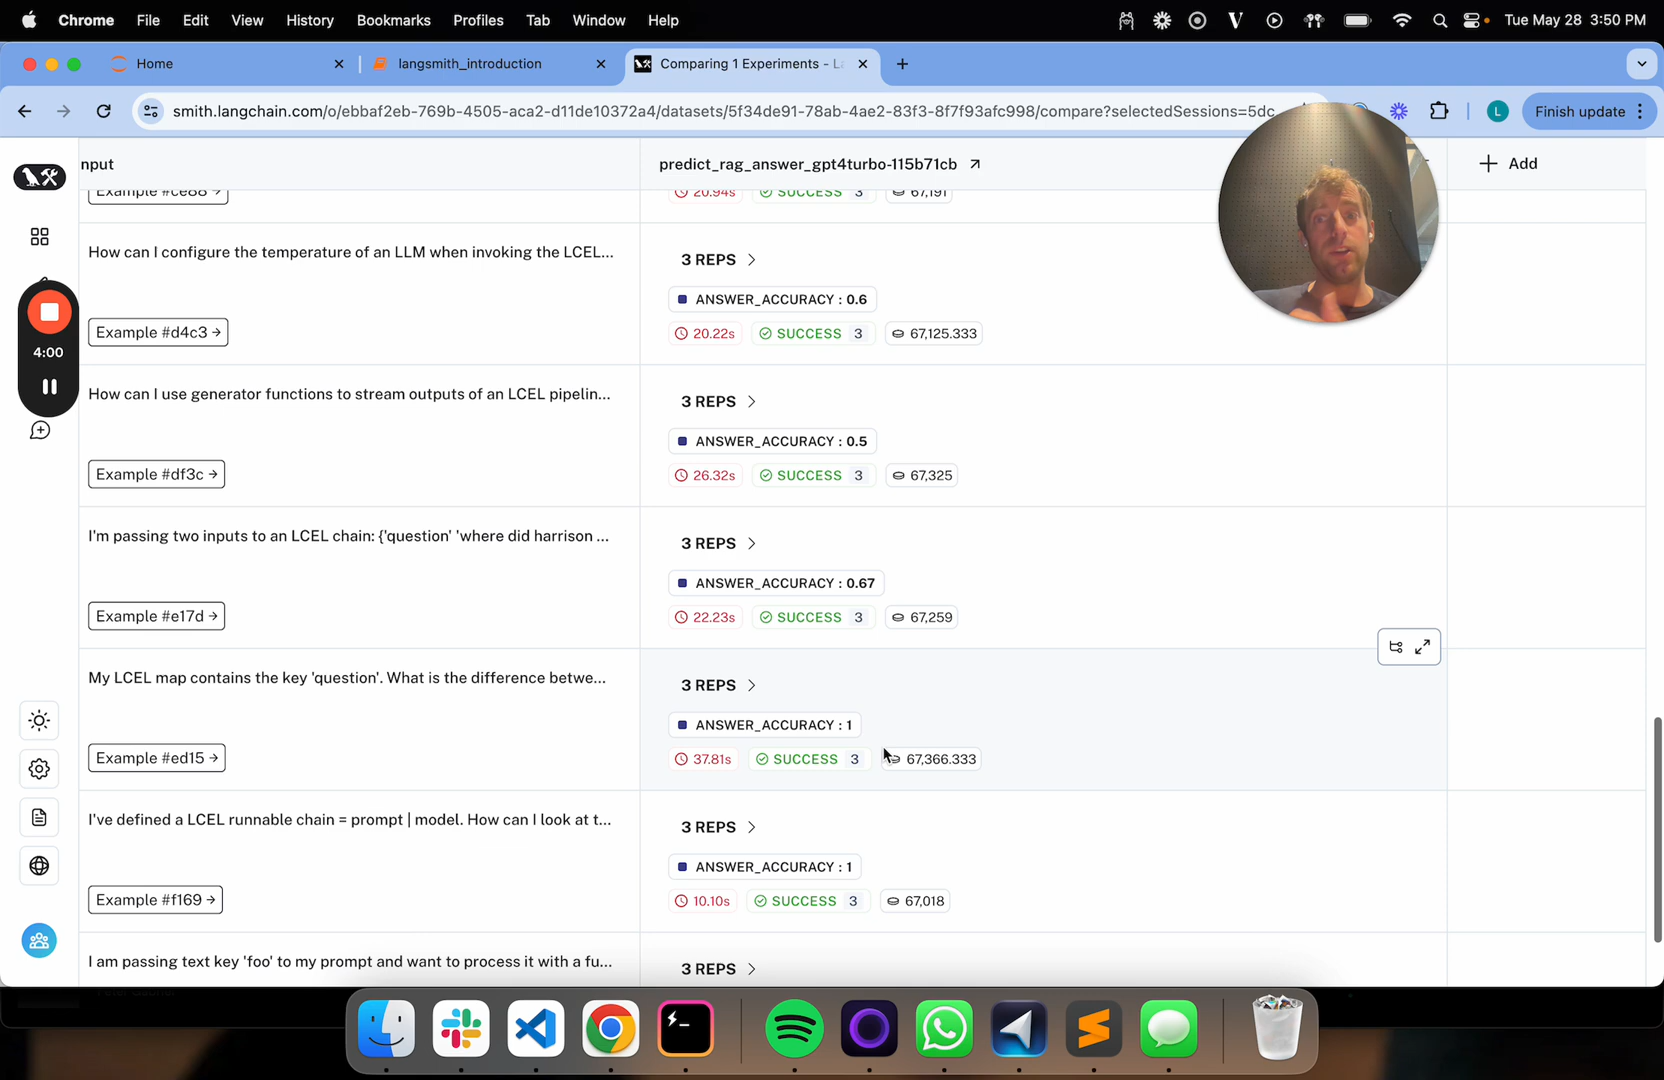 Chrome File Edit View History Bookmarks Profiles Tab Window Help Tue May 28 3:50 PM
Home langsmith_introduction Comparing 1 Experiments - La
smith.langchain.com/o/ebbaf2eb-769b-4505-aca2-d11de10372a4/datasets/5f34de91-78ab-4ae2-83f3-8f7f93afc998/compare?selectedSessions=5dc L Finish update
nput predict_rag_answer_gpt4turbo-115b71cb Add
Example #ce88 20.94s SUCCESS 3 67,191
How can I configure the temperature of an LLM when invoking the LCEL...
3 REPS
ANSWER_ACCURACY : 0.6
Example #d4c3 20.22s SUCCESS 3 67,125.333
4:00
How can I use generator functions to stream outputs of an LCEL pipelin...
3 REPS
ANSWER_ACCURACY : 0.5
Example #df3c 26.32s SUCCESS 3 67,325
I'm passing two inputs to an LCEL chain: {'question' 'where did harrison ...
3 REPS
ANSWER_ACCURACY : 0.67
Example #e17d 22.23s SUCCESS 3 67,259
My LCEL map contains the key 'question'. What is the difference betwe...
3 REPS
ANSWER_ACCURACY : 1
Example #ed15 37.81s SUCCESS 3 67,366.333
I've defined a LCEL runnable chain = prompt | model. How can I look at t...
3 REPS
ANSWER_ACCURACY : 1
Example #f169 10.10s SUCCESS 3 67,018
I am passing text key 'foo' to my prompt and want to process it with a fu...
3 REPS